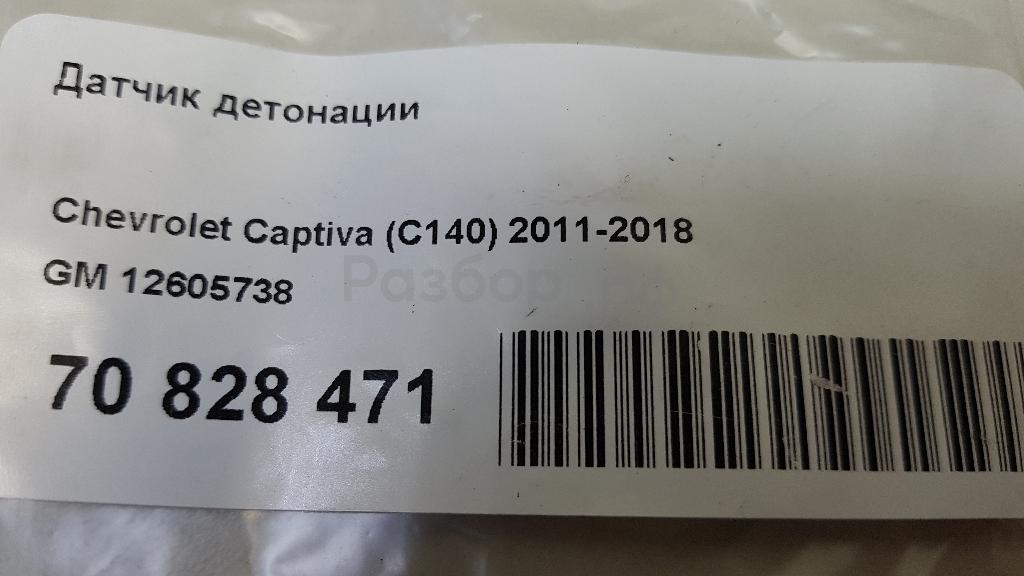 Датчик детонации
Chevrolet Captiva (C140) 2011-2018
GM 12605738
70 828 471